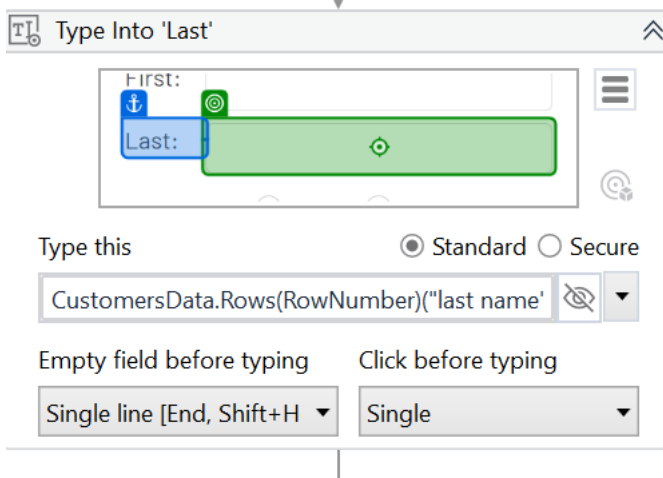 Type Into 'Last'
First:
Last:
Type this
Standard
Secure
CustomersData.Rows(RowNumber)("last name"
Empty field before typing
Click before typing
Single line [End, Shift+H
Single